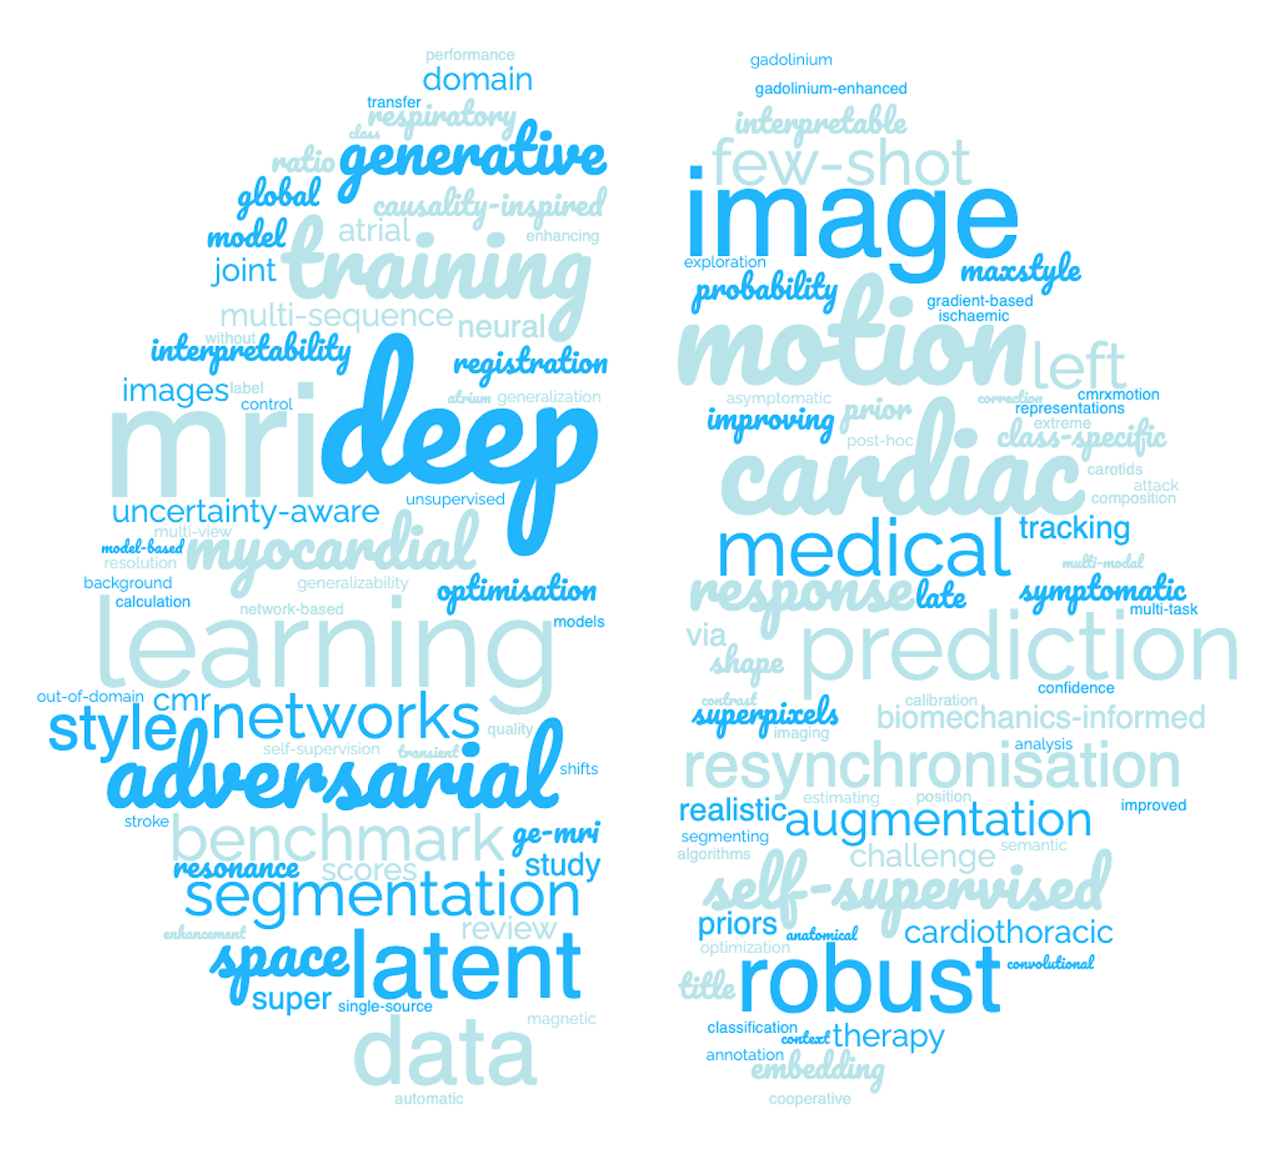 performance
domain
transfer
respiratory
class
ratio
generative
global
causality-inspired
model
atrial
enhancing
joint
training
multi-sequence
neural
without
interpretability
registration
images
label
control
atrium
generalization
mri
deep
unsupervised
uncertainty-aware
multi-view
model-based
myocardial
resolution
background
generalizability
optimisation
calculation
network-based
learning
models
out-of-domain
cmr
networks
style
quality
self-supervision
transient
adversarial
shifts
stroke
benchmark
ge-mri
resonance
scores
study
segmentation
enhancement
review
space
latent
super
single-source
magnetic
data
automatic
gadolinium
gadolinium-enhanced
interpretable
few-shot
image
exploration
maxstyle
probability
gradient-based
ischaemic
motion
left
asymptomatic
correction
cmrxmotion
improving
prior
representations
extreme
post-hoc
class-specific
cardiac
carotids
attack
composition
medical
tracking
multi-modal
response
late
symptomatic
multi-task
via
prediction
shape
confidence
contrast
calibration
superpixels
biomechanics-informed
imaging
analysis
resynchronisation
estimating
position
realistic
augmentation
improved
segmenting
semantic
algorithms
challenge
self-supervised
priors
anatomical
cardiothoracic
optimization
robust
convolutional
title
classification
context
therapy
annotation
embedding
cooperative